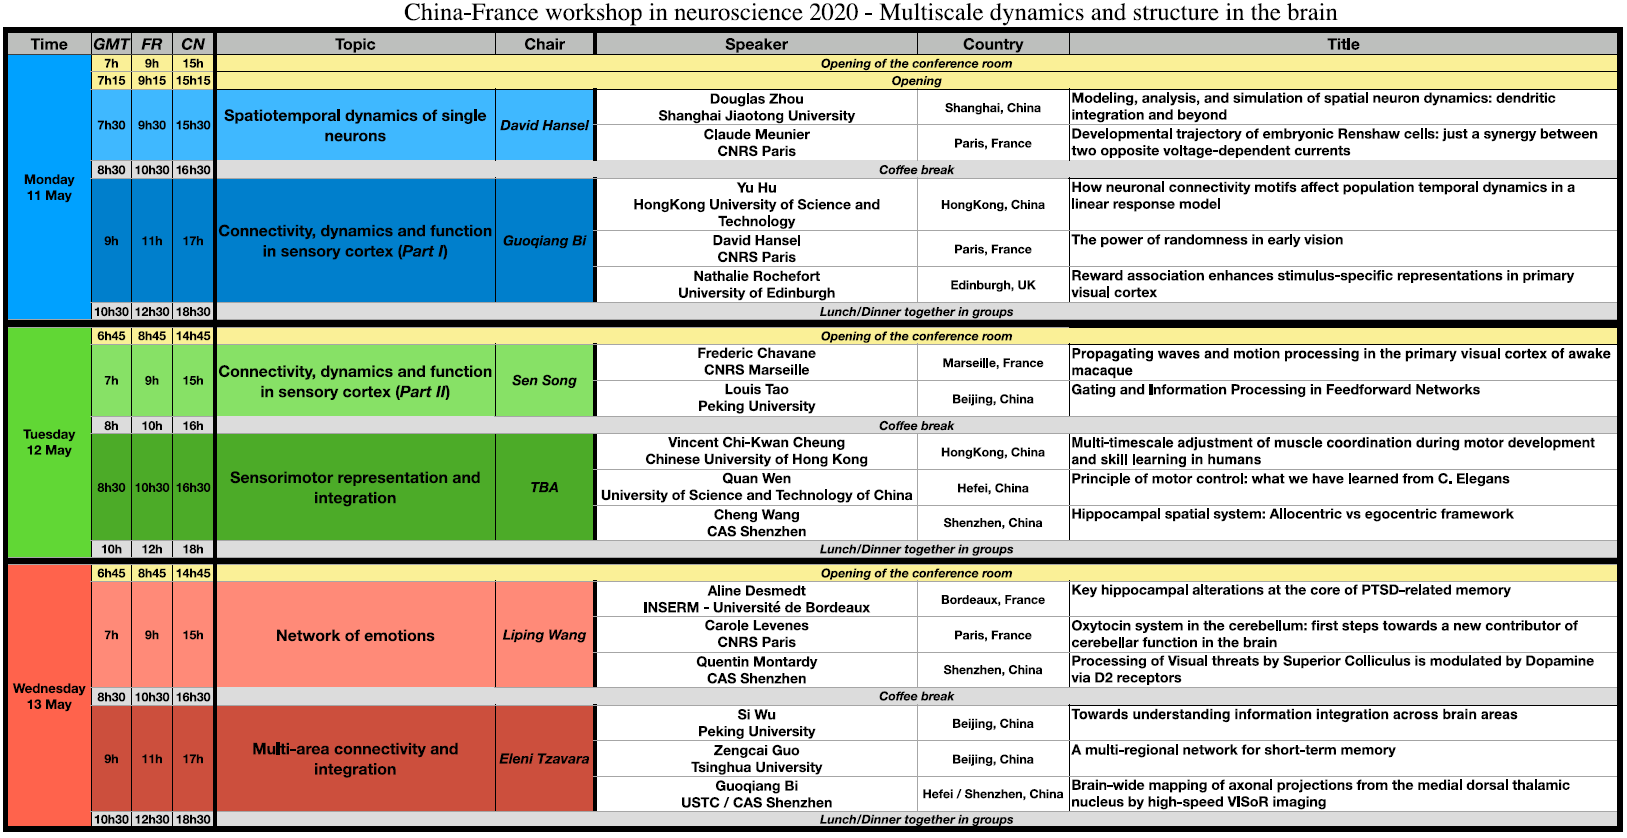 China-France workshop in neuroscience 2020 - Multiscale dynamics and structure in the brain
Time GMT FR CN Topic Chair Speaker Country Title
7h 9h 15h Opening of the conference room
7h15 9h15 15h15 Opening
Monday
11 May
7h30 9h30 15h30
Spatiotemporal dynamics of single
neurons
David Hansel
Douglas Zhou
Shanghai Jiaotong University
Shanghai, China
Modeling, analysis, and simulation of spatial neuron dynamics: dendritic
integration and beyond
Claude Meunier
CNRS Paris
Paris, France
Developmental trajectory of embryonic Renshaw cells: just a synergy between
two opposite voltage-dependent currents
8h30 10h30 16h30 Coffee break
9h 11h 17h
Connectivity, dynamics and function
in sensory cortex (Part I)
Guoqiang Bi
Yu Hu
HongKong University of Science and
Technology
HongKong, China
How neuronal connectivity motifs affect population temporal dynamics in a
linear response model
David Hansel
CNRS Paris
Paris, France
The power of randomness in early vision
Nathalie Rochefort
University of Edinburgh
Edinburgh, UK
Reward association enhances stimulus-specific representations in primary
visual cortex
10h30 12h30 18h30 Lunch/Dinner together in groups
Tuesday
12 May
6h45 8h45 14h45 Opening of the conference room
7h 9h 15h
Connectivity, dynamics and function
in sensory cortex (Part II)
Sen Song
Frederic Chavane
CNRS Marseille
Marseille, France
Propagating waves and motion processing in the primary visual cortex of awake
macaque
Louis Tao
Peking University
Beijing, China
Gating and Information Processing in Feedforward Networks
8h 10h 16h Coffee break
8h30 10h30 16h30
Sensorimotor representation and
integration
TBA
Vincent Chi-Kwan Cheung
Chinese University of Hong Kong
HongKong, China
Multi-timescale adjustment of muscle coordination during motor development
and skill learning in humans
Quan Wen
University of Science and Technology of China
Hefei, China
Principle of motor control: what we have learned from C. Elegans
Cheng Wang
CAS Shenzhen
Shenzhen, China
Hippocampal spatial system: Allocentric vs egocentric framework
10h 12h 18h Lunch/Dinner together in groups
Wednesday
13 May
6h45 8h45 14h45 Opening of the conference room
7h 9h 15h
Network of emotions
Liping Wang
Aline Desmedt
INSERM - Université de Bordeaux
Bordeaux, France
Key hippocampal alterations at the core of PTSD-related memory
Carole Levenes
CNRS Paris
Paris, France
Oxytocin system in the cerebellum: first steps towards a new contributor of
cerebellar function in the brain
Quentin Montardy
CAS Shenzhen
Shenzhen, China
Processing of Visual threats by Superior Colliculus is modulated by Dopamine
via D2 receptors
8h30 10h30 16h30 Coffee break
9h 11h 17h
Multi-area connectivity and
integration
Eleni Tzavara
Si Wu
Peking University
Beijing, China
Towards understanding information integration across brain areas
Zengcai Guo
Tsinghua University
Beijing, China
A multi-regional network for short-term memory
Guoqiang Bi
USTC / CAS Shenzhen
Hefei / Shenzhen, China
Brain-wide mapping of axonal projections from the medial dorsal thalamic
nucleus by high-speed VISoR imaging
10h30 12h30 18h30 Lunch/Dinner together in groups